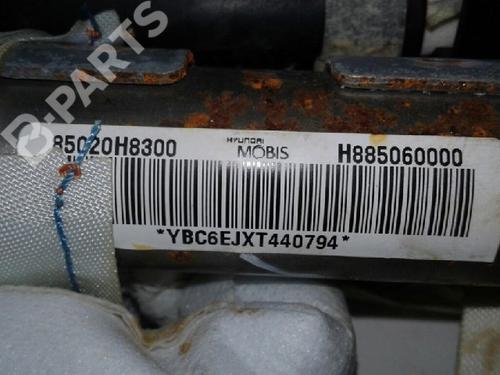 B-PARTS
85020H8300
HYUNDAI
MOBIS
H885060000
*YBC6EJXT440794*